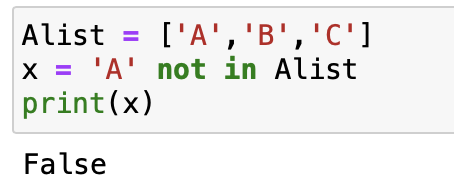 Alist = ['A','B','C']
x = 'A' not in Alist
print(x)
False